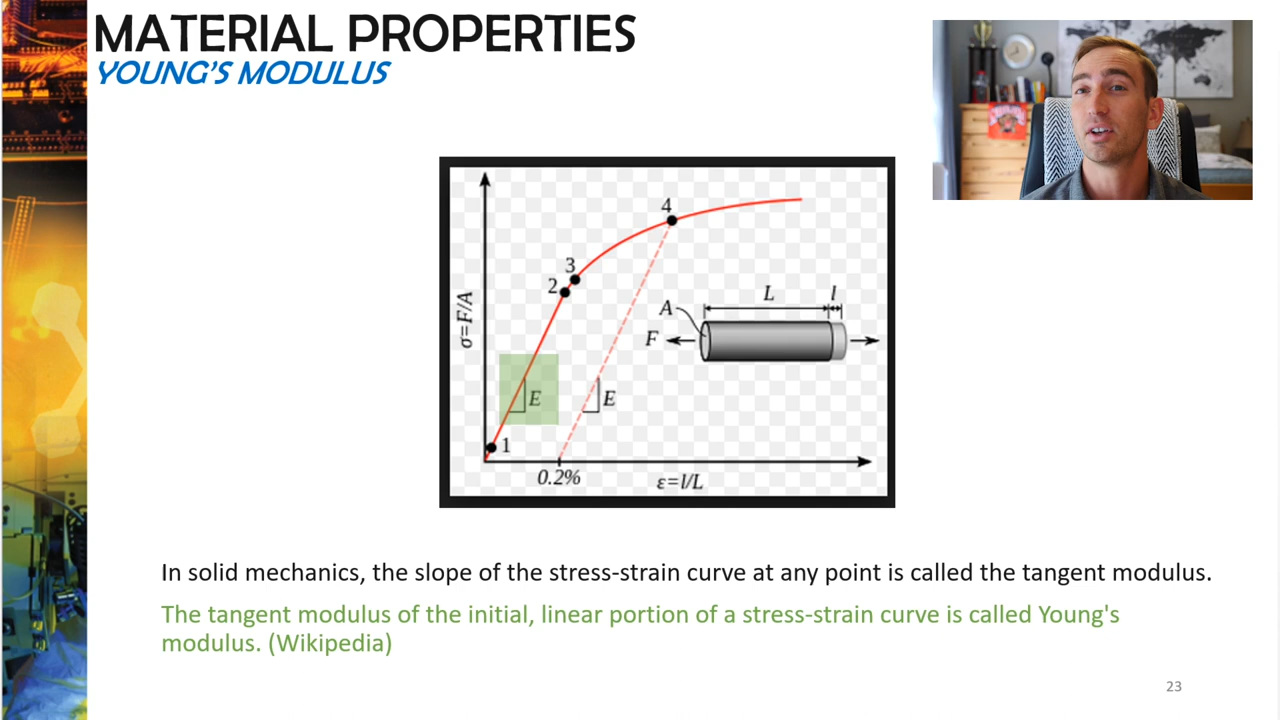 MATERIAL PROPERTIES
YOUNG'S MODULUS
4
3
2
L
l
A
F
σ=F/A
E
E
1
0.2%
ε=l/L
In solid mechanics, the slope of the stress-strain curve at any point is called the tangent modulus.
The tangent modulus of the initial, linear portion of a stress-strain curve is called Young's
modulus. (Wikipedia)
23